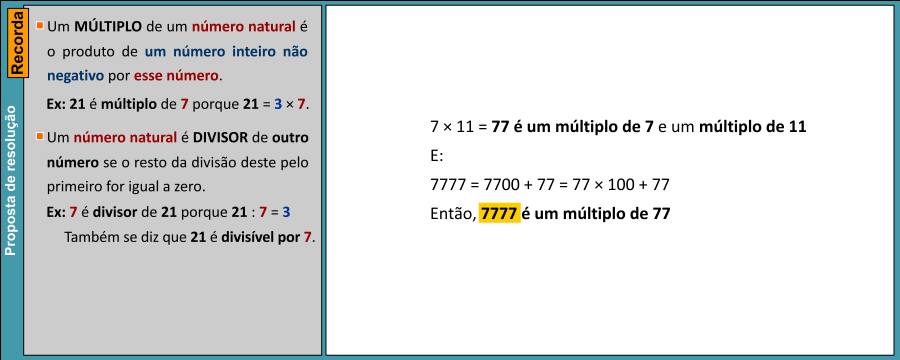 Recorda
Proposta de resolução
Um MÚLTIPLO de um número natural é
o produto de um número inteiro não
negativo por esse número.
Ex: 21 é múltiplo de 7 porque 21 = 3 × 7.
Um número natural é DIVISOR de outro
número se o resto da divisão deste pelo
primeiro for igual a zero.
Ex: 7 é divisor de 21 porque 21 : 7 = 3
Também se diz que 21 é divisível por 7.
7 × 11 = 77 é um múltiplo de 7 e um múltiplo de 11
E:
7777 = 7700 + 77 = 77 × 100 + 77
Então, 7777 é um múltiplo de 77